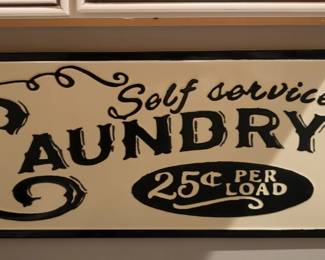 Self service
LAUNDRY
25¢ PER LOAD